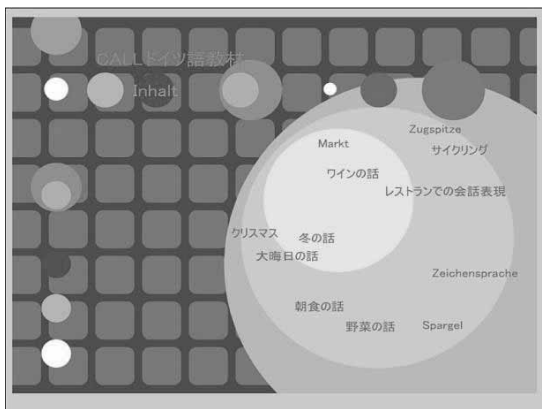 CALLドイツ語教材
Inhalt
Zugspitze
Markt
サイクリング
ワインの話
レストランでの会話表現
クリスマス
冬の話
大晦日の話
Zeichensprache
朝食の話
野菜の話
Spargel